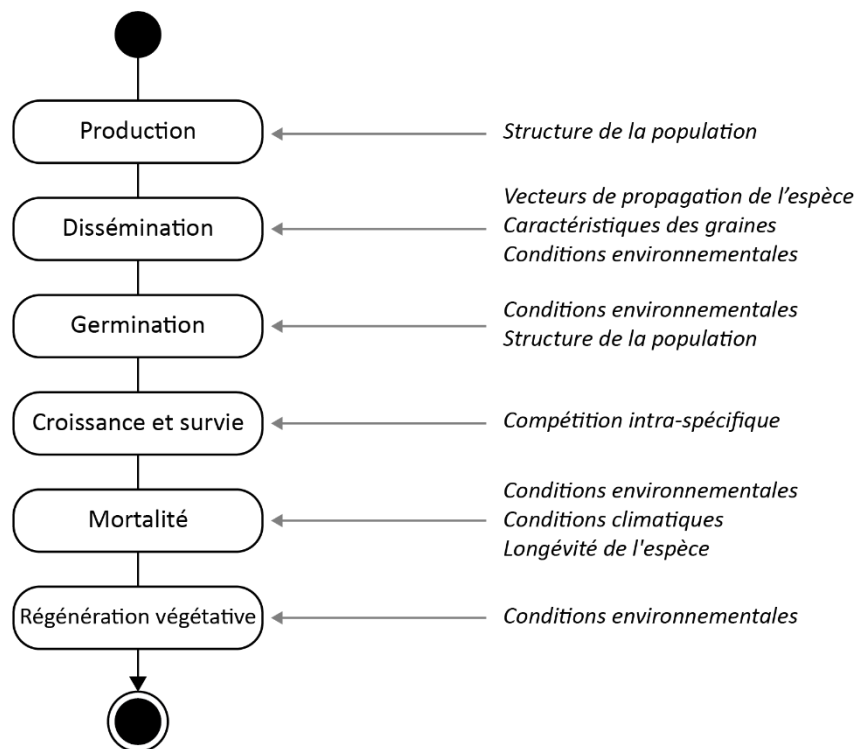 Production
Structure de la population
Vecteurs de propagation de l’espèce
Dissémination
Caractéristiques des graines
Conditions environnementales
Germination
Conditions environnementales
Structure de la population
Croissance et survie
Compétition intra-spécifique
Mortalité
Conditions environnementales
Conditions climatiques
Longévité de l'espèce
Régénération végétative
Conditions environnementales